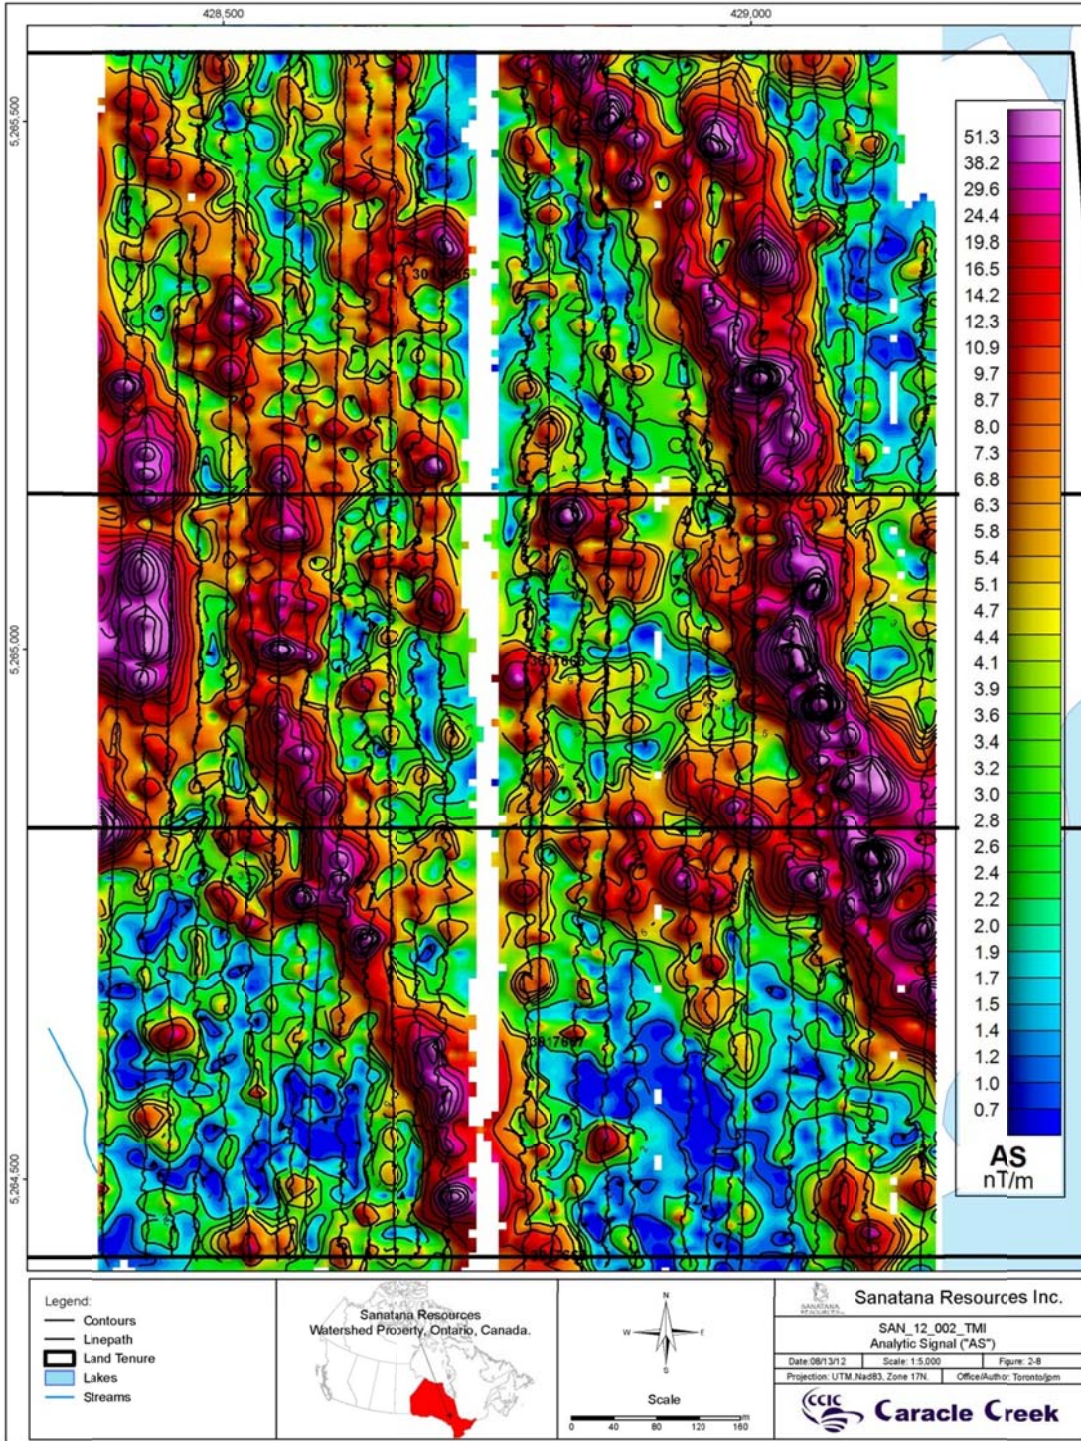 428,500
429,000
5,265,500
5,265,000
5,264,500
51.3
38.2
29.6
24.4
19.8
16.5
14.2
12.3
10.9
9.7
8.7
8.0
7.3
6.8
6.3
5.8
5.4
5.1
4.7
4.4
4.1
3.9
3.6
3.4
3.2
3.0
2.8
2.6
2.4
2.2
2.0
1.9
1.7
1.5
1.4
1.2
1.0
0.7
AS
nT/m
Legend:
Contours
Linepath
Land Tenure
Lakes
Streams
Sanatana Resources
Watershed Property, Ontario, Canada.
N
W
E
S
Scale
m
0 40 80 120 160
SANATANA
RESOURCES
Sanatana Resources Inc.
SAN_12_002_TMI
Analytic Signal ("AS")
Date:08/13/12 Scale: 1:5,000 Figure: 2-8
Projection: UTM,Nad83, Zone 17N. Office/Author: Toronto/jpm
CCIC Caracle Creek